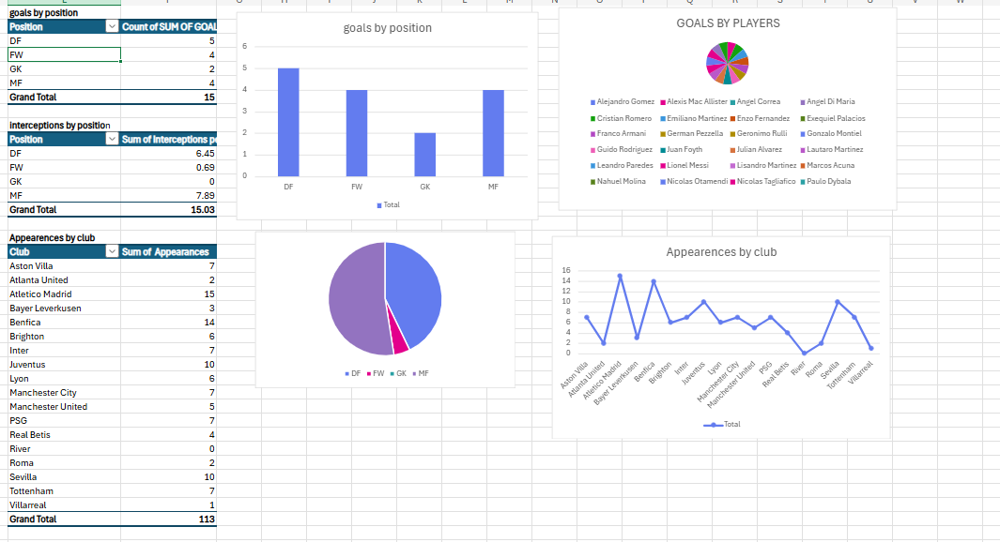 goals by position
Position Count of SUM OF GOAL
DF 5
FW 4
GK 2
MF 4
Grand Total 15
interceptions by position
Position Sum of Interceptions pe
DF 6.45
FW 0.69
GK 0
MF 7.89
Grand Total 15.03
Appearences by club
Club Sum of Appearances
Aston Villa 7
Atlanta United 2
Atletico Madrid 15
Bayer Leverkusen 3
Benfica 14
Brighton 6
Inter 7
Juventus 10
Lyon 6
Manchester City 7
Manchester United 5
PSG 7
Real Betis 4
River 0
Roma 2
Sevilla 10
Tottenham 7
Villarreal 1
Grand Total 113
goals by position
6
5
4
3
2
1
0
DF FW GK MF
Total
GOALS BY PLAYERS
Alejandro Gomez Alexis Mac Allister Angel Correa Angel Di Maria
Cristian Romero Emiliano Martinez Enzo Fernandez Exequiel Palacios
Franco Armani German Pezzella Geronimo Rulli Gonzalo Montiel
Guido Rodriguez Juan Foyth Julian Alvarez Lautaro Martinez
Leandro Paredes Lionel Messi Lisandro Martinez Marcos Acuna
Nahuel Molina Nicolas Otamendi Nicolas Tagliafico Paulo Dybala
DF FW GK MF
Appearences by club
16
14
12
10
8
6
4
2
0
Aston Villa Atlanta United Atletico Madrid Bayer Leverkusen Benfica Brighton Inter Juventus Lyon Manchester City Manchester United PSG Real Betis River Roma Sevilla Tottenham Villarreal
Total